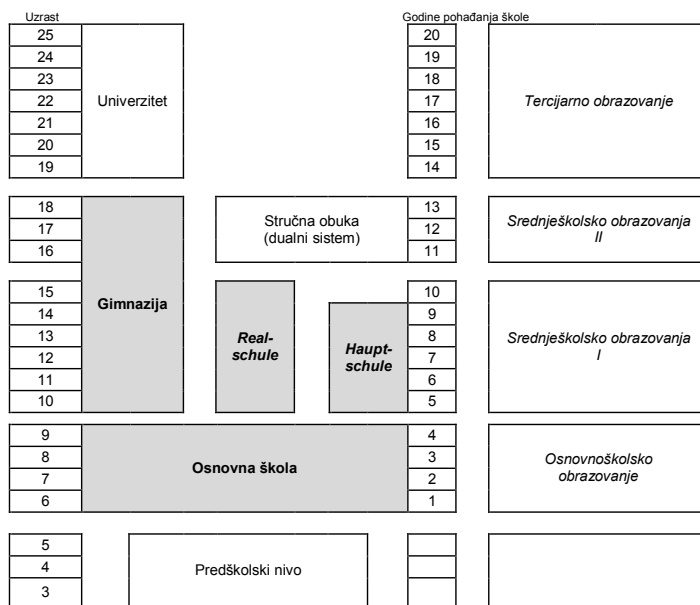 Uzrast
Godine pohađanja škole
25
20
24
19
23
18
22
Univerzitet
17
Tercijarno obrazovanje
21
16
20
15
19
14
18
13
17
Stručna obuka
(dualni sistem)
12
Srednješkolsko obrazovanja
II
16
11
15
10
14
Gimnazija
9
13
Real-
schule
8
Srednješkolsko obrazovanja
I
12
Haupt-
schule
7
11
6
10
5
9
4
8
Osnovna škola
3
Osnovnoškolsko
obrazovanje
7
2
6
1
5
4
Predškolski nivo
3